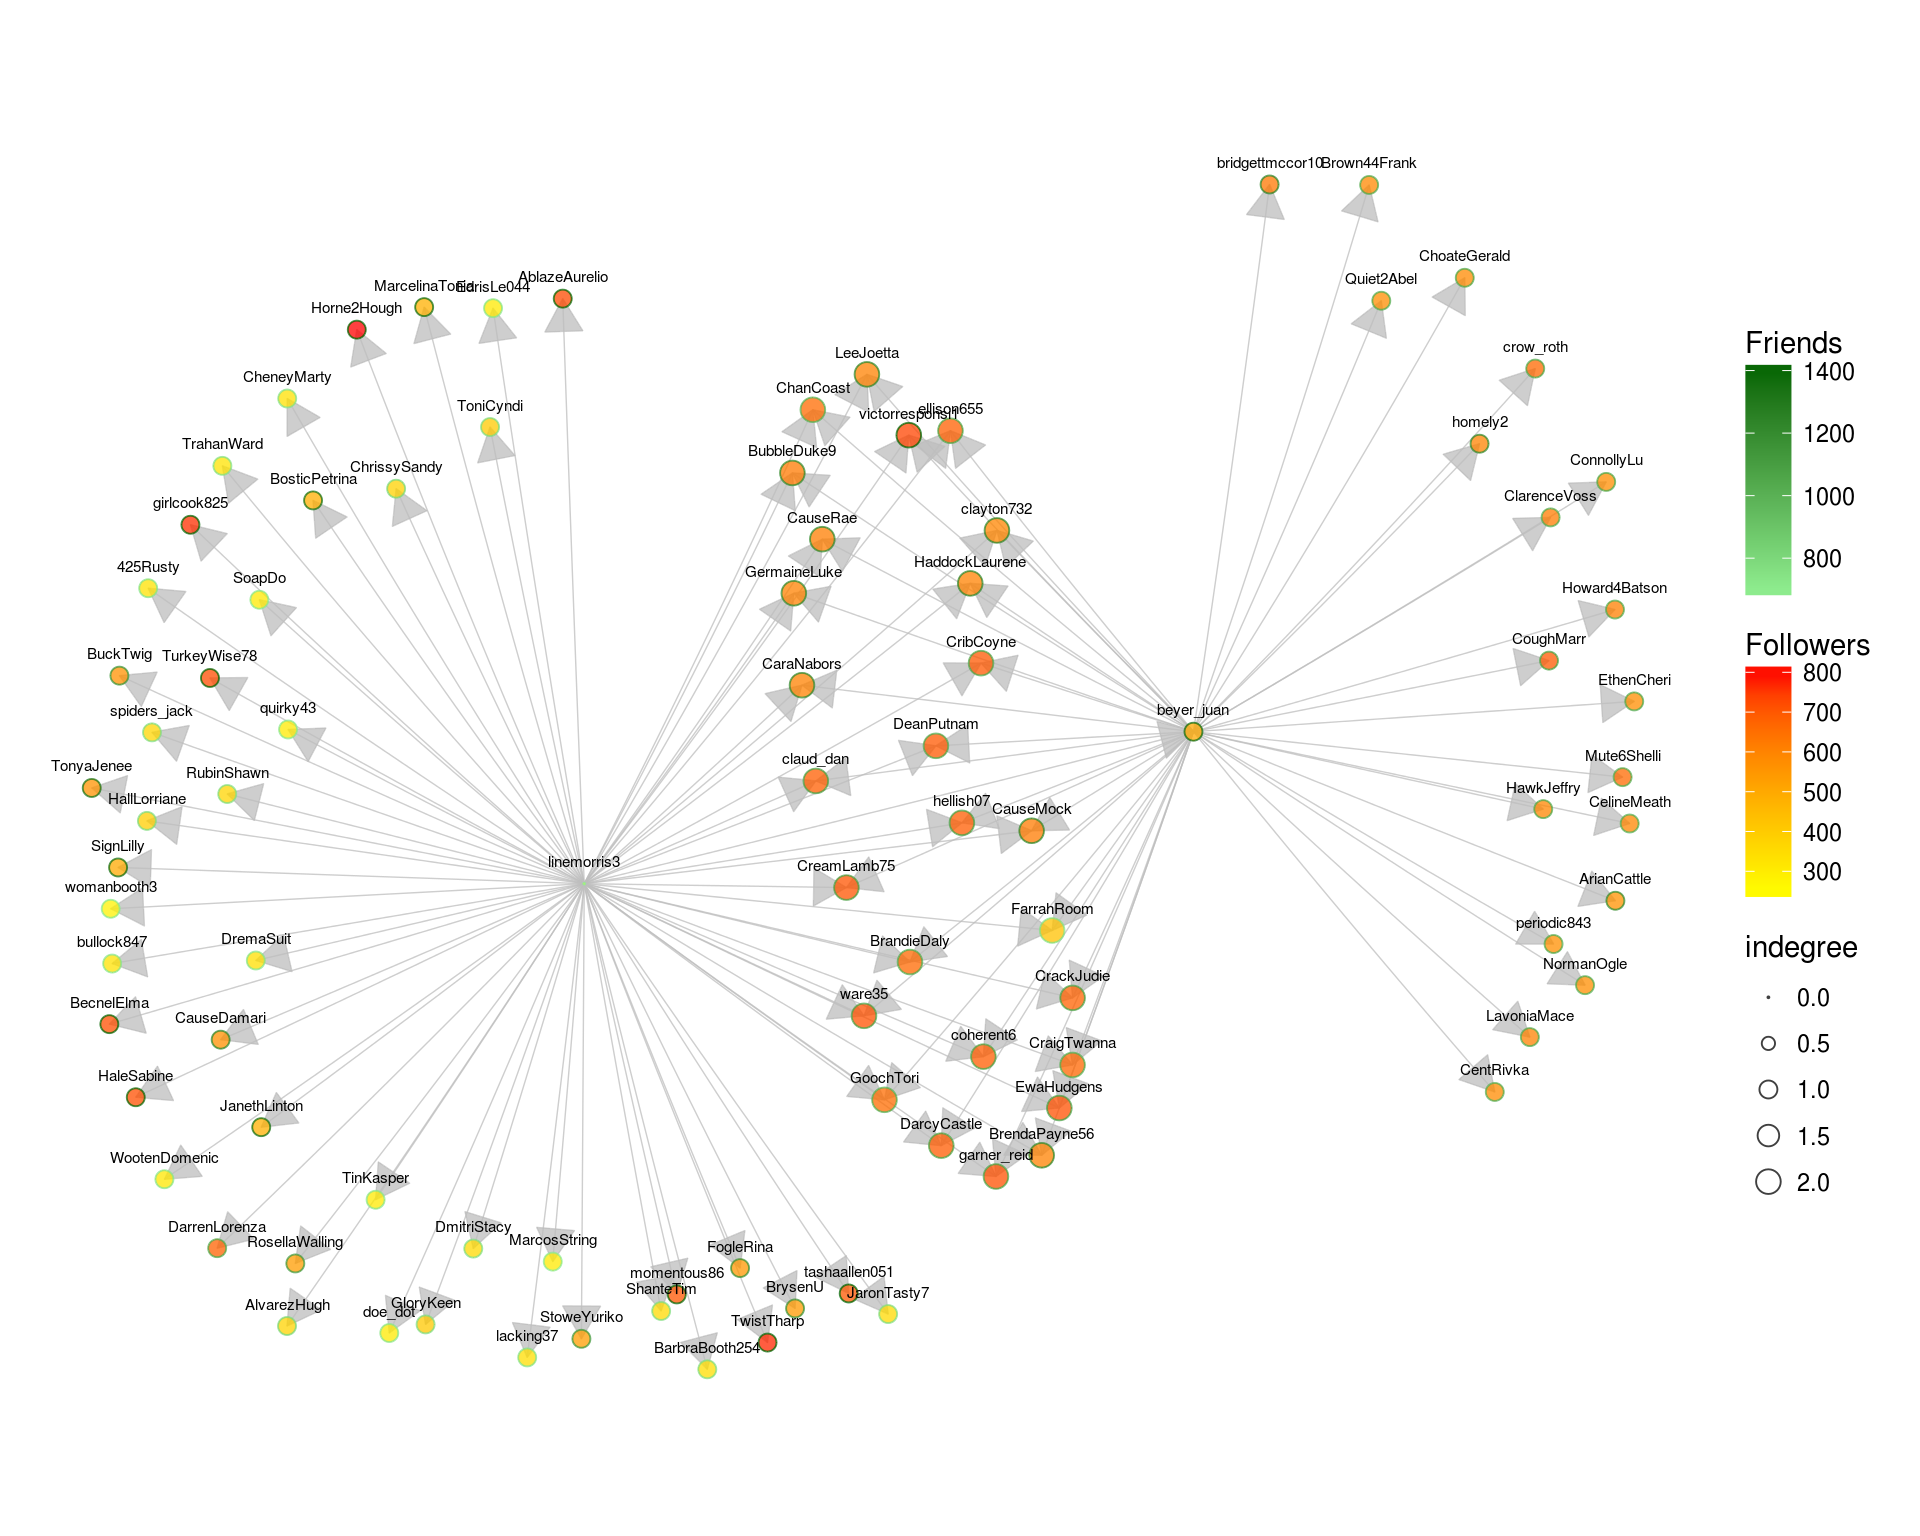 bridgettmccor10
Brown44Frank
ChoateGerald
Quiet2Abel
AblazeAurelio
EdrisLe044
Horne2Hough
crow_roth
LeeJoetta
CheneyMarty
ChanCoast
ToniCyndi
ellison655
homely2
TrahanWard
BubbleDuke9
ConnollyLu
ChrissySandy
BosticPetrina
ClarenceVoss
girlcook825
clayton732
CauseRae
425Rusty
HaddockLaurene
GermaineLuke
SoapDo
Howard4Batson
CoughMarr
CribCoyne
BuckTwig
TurkeyWise78
CaraNabors
EthenCheri
spiders_jack
quirky43
beyer_juan
DeanPutnam
TonyaJenee
RubinShawn
claud_dan
Mute6Shelli
HawkJeffry
HallLorriane
hellish07
CauseMock
CelineMeath
SignLilly
linemorris3
CreamLamb75
womanbooth3
ArianCattle
FarrahRoom
periodic843
bullock847
DremaSuit
BrandieDaly
NormanOgle
CrackJudie
BecnelElma
ware35
CauseDamari
LavoniaMace
coherent6
CraigTwanna
CentRivka
HaleSabine
GoochTori
EwaHudgens
JanethLinton
DarcyCastle
BrendaPayne56
garner_reid
WootenDomenic
TinKasper
DarrenLorenza
DmitriStacy
RosellaWalling
MarcosString
FogleRina
momentous86
tashaallen051
ShanteTim
BrysenU
JaronTasty7
AlvarezHugh
GloryKeen
doe_dot
StoweYuriko
TwistTharp
lacking37
BarbraBooth254
Friends
1400
1200
1000
800
Followers
800
700
600
500
400
300
indegree
0.0
0.5
1.0
1.5
2.0